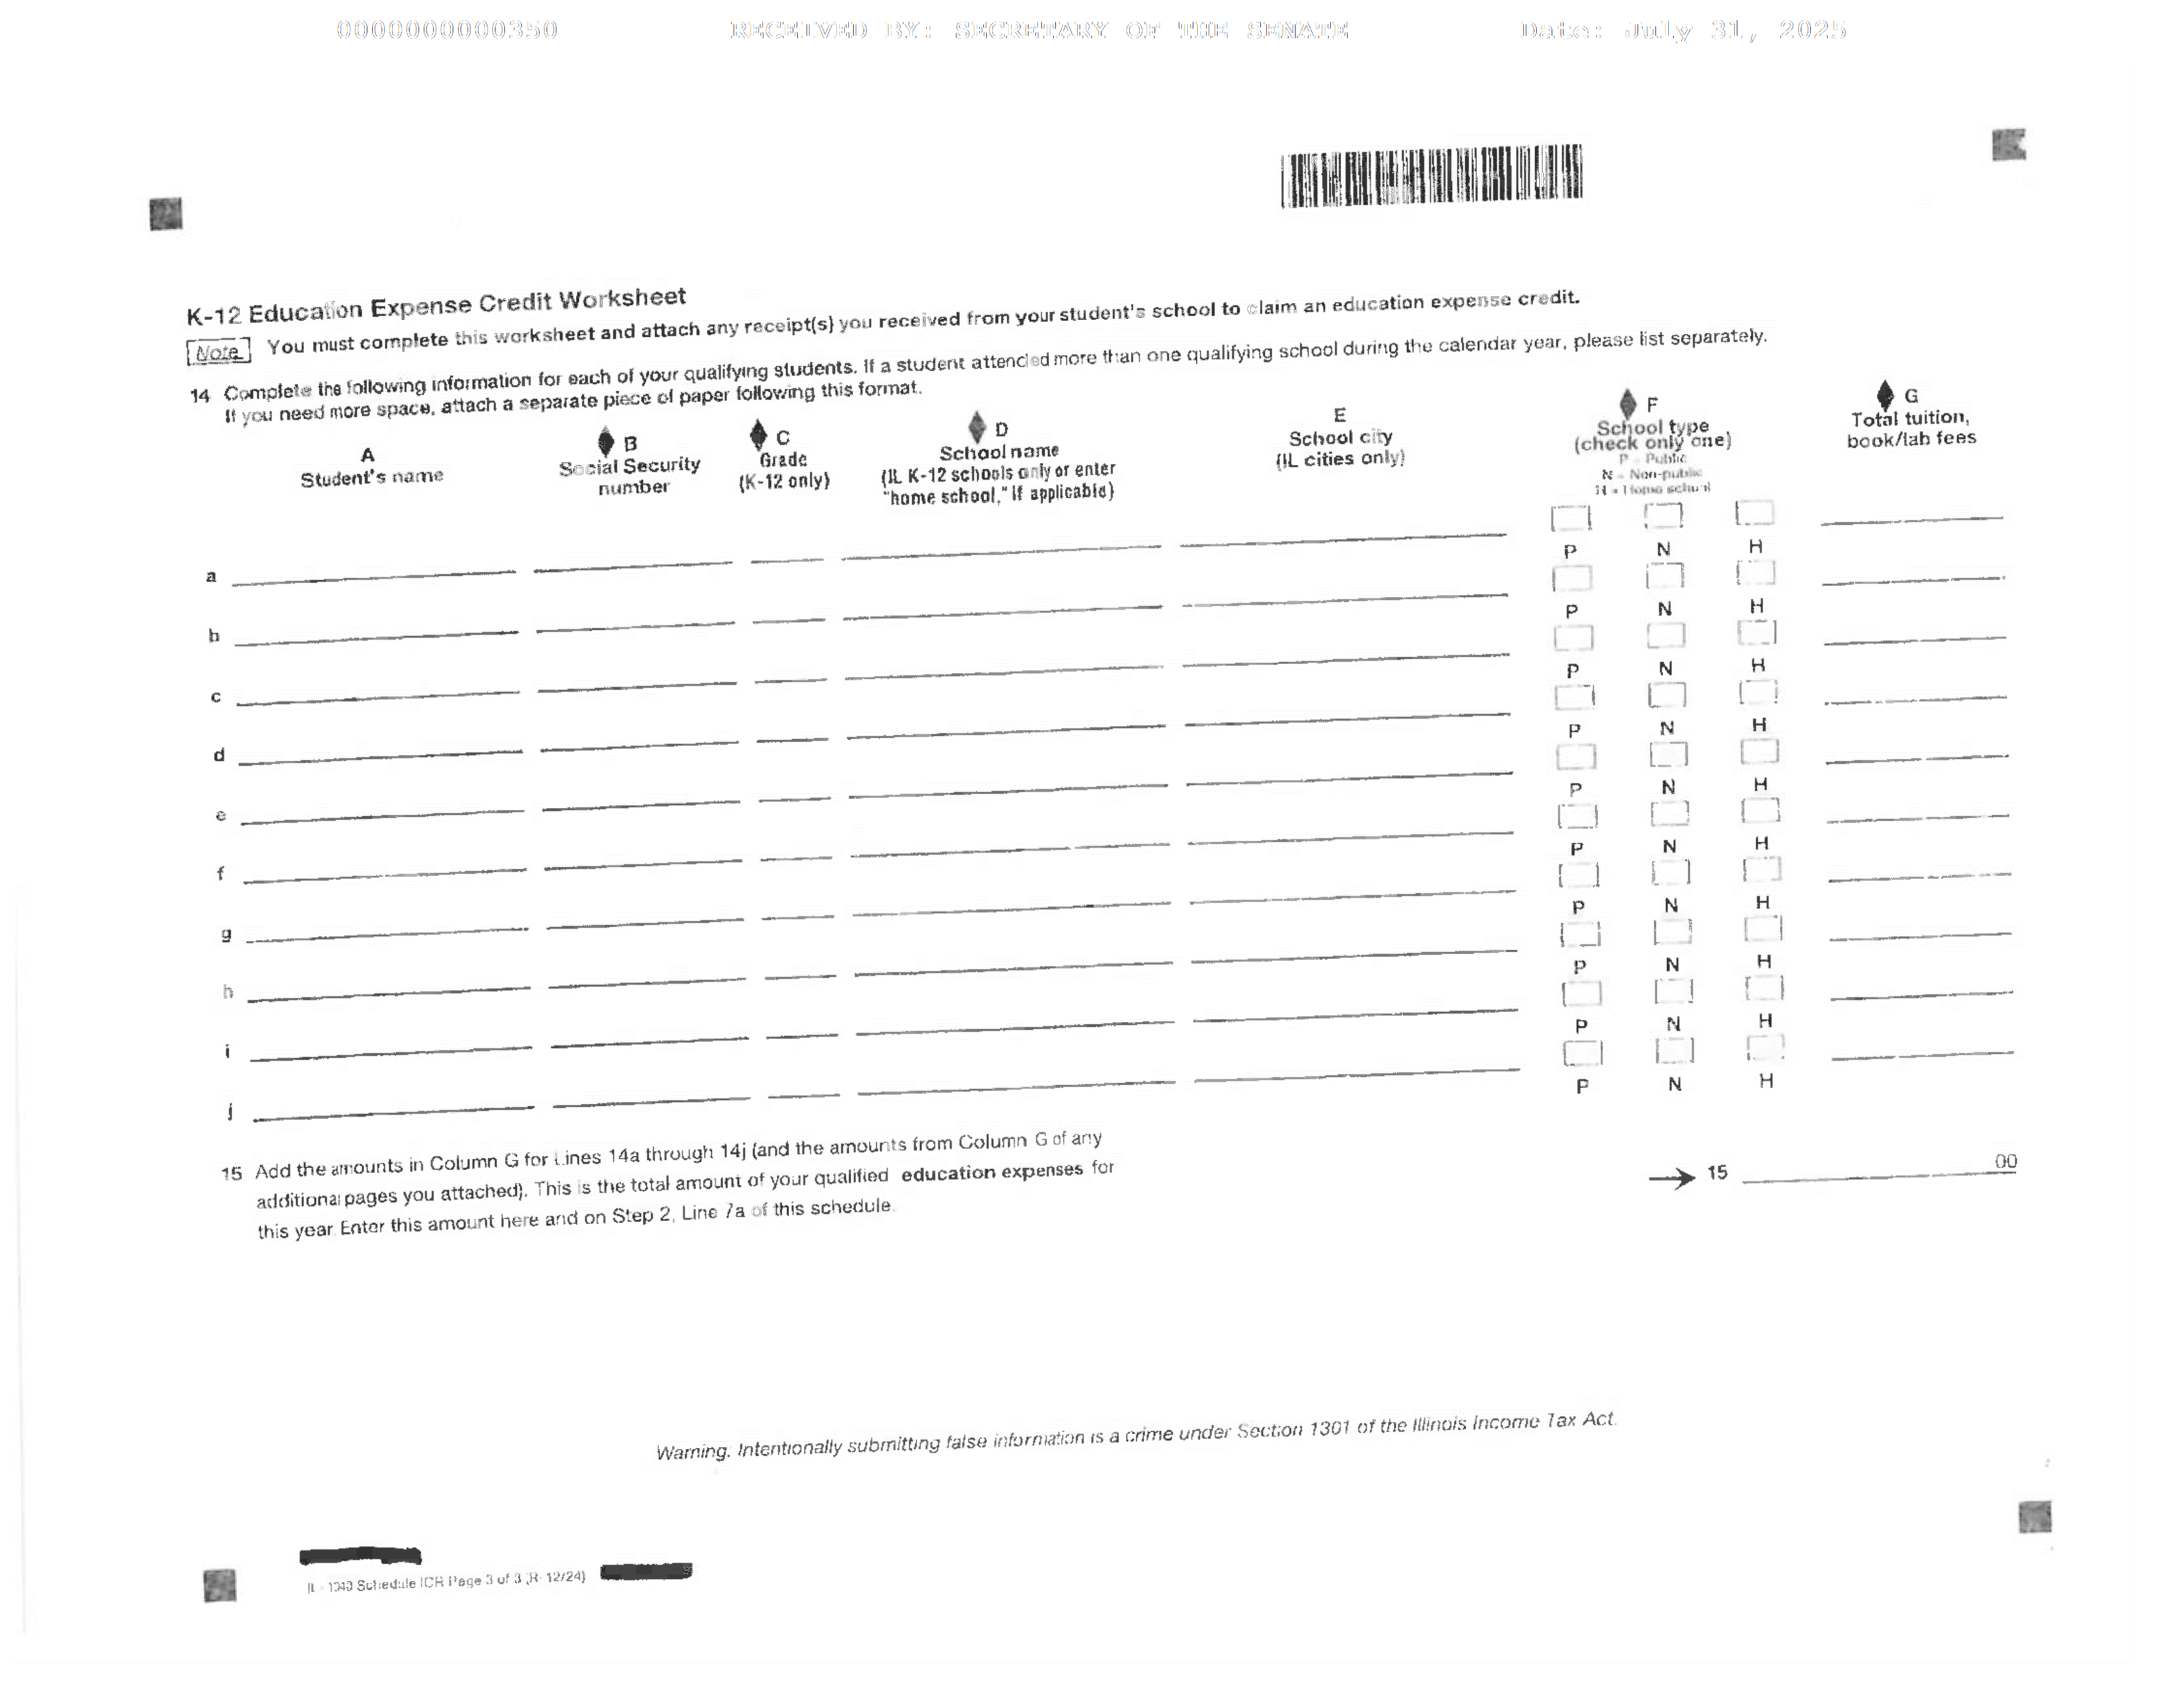 0000000000350 RECEIVED BY: SECRETARY OF THE SENATE Date: July 31, 2025
K-12 Education Expense Credit Worksheet
Note You must complete this worksheet and attach any receipt(s) you received from your student's school to claim an education expense credit.
14 Complete the following information for each of your qualifying students. If a student attended more than one qualifying school during the calendar year, please list separately.
If you need more space, attach a separate piece of paper following this format.
A
Student's name
B
Social Security
number
C
Grade
(K-12 only)
D
School name
(IL K-12 schools only or enter
"home school," if applicable)
E
School city
(IL cities only)
F
School type
(check only one)
P - Public
N - Non-public
H - Home school
G
Total tuition,
book/lab fees
a P N H
b P N H
c P N H
d P N H
e P N H
f P N H
g P N H
h P N H
i P N H
j P N H
15 Add the amounts in Column G for Lines 14a through 14j (and the amounts from Column G of any
additional pages you attached). This is the total amount of your qualified education expenses for
this year Enter this amount here and on Step 2, Line 7a of this schedule.
15 00
Warning. Intentionally submitting false information is a crime under Section 1301 of the Illinois Income Tax Act.
IL-1040 Schedule ICR Page 3 of 3 (R-12/24)